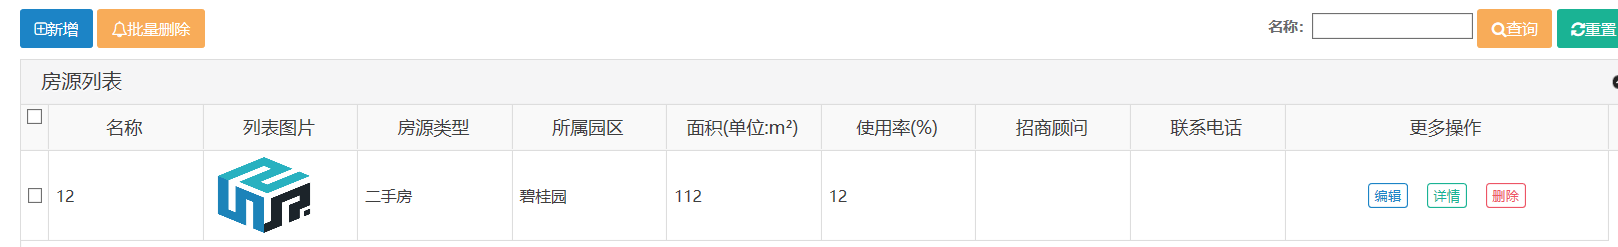 新增 批量删除 名称: 查询 重置
房源列表
名称 列表图片 房源类型 所属园区 面积(单位:m²) 使用率(%) 招商顾问 联系电话 更多操作
12 二手房 碧桂园 112 12 编辑 详情 删除